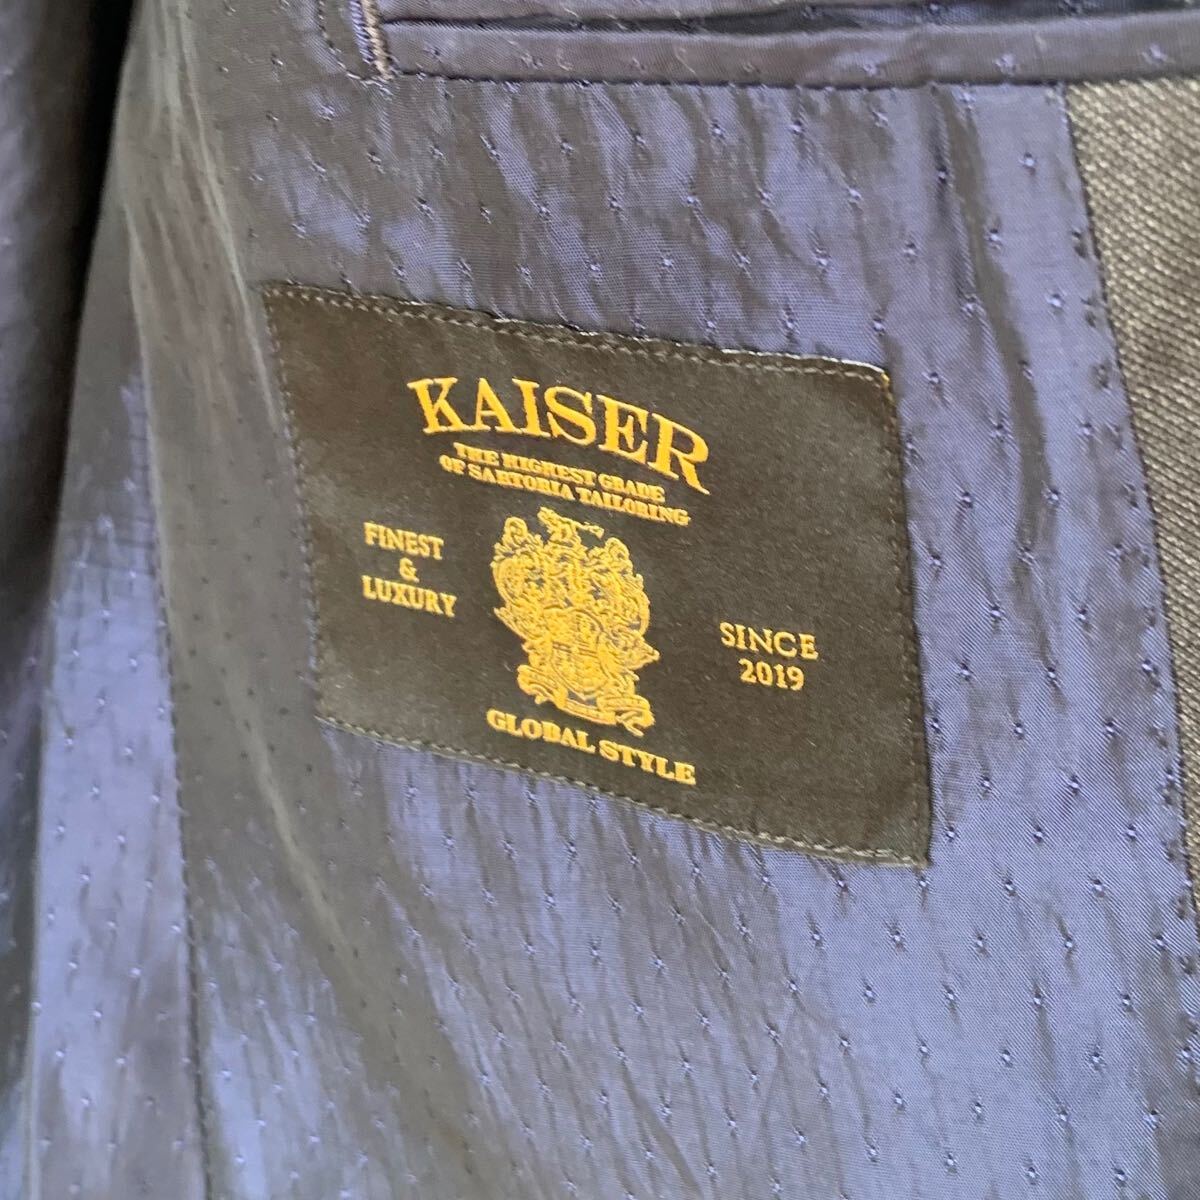 KAISER
THE HIGHEST GRADE
OF SARTORIA TAILORING
FINEST
&
LUXURY
SINCE
2019
GLOBAL STYLE